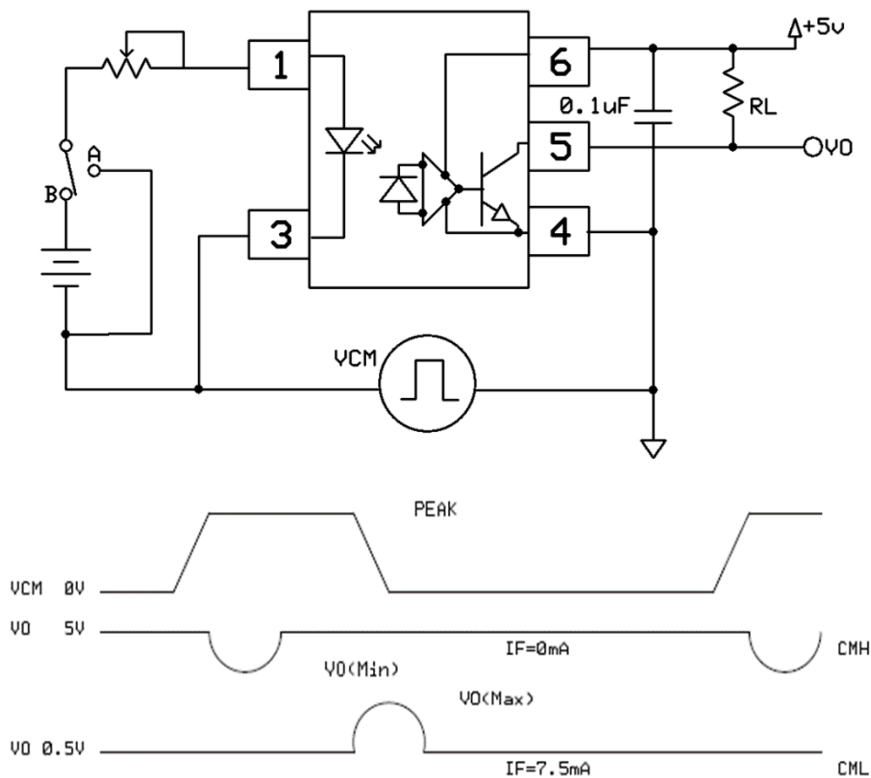 +5v
1
6
0.1uF
RL
A
5
VO
B
3
4
VCM
PEAK
VCM 0V
VO 5V
IF=0mA
CMH
VO(Min)
VO(Max)
VO 0.5V
IF=7.5mA
CML